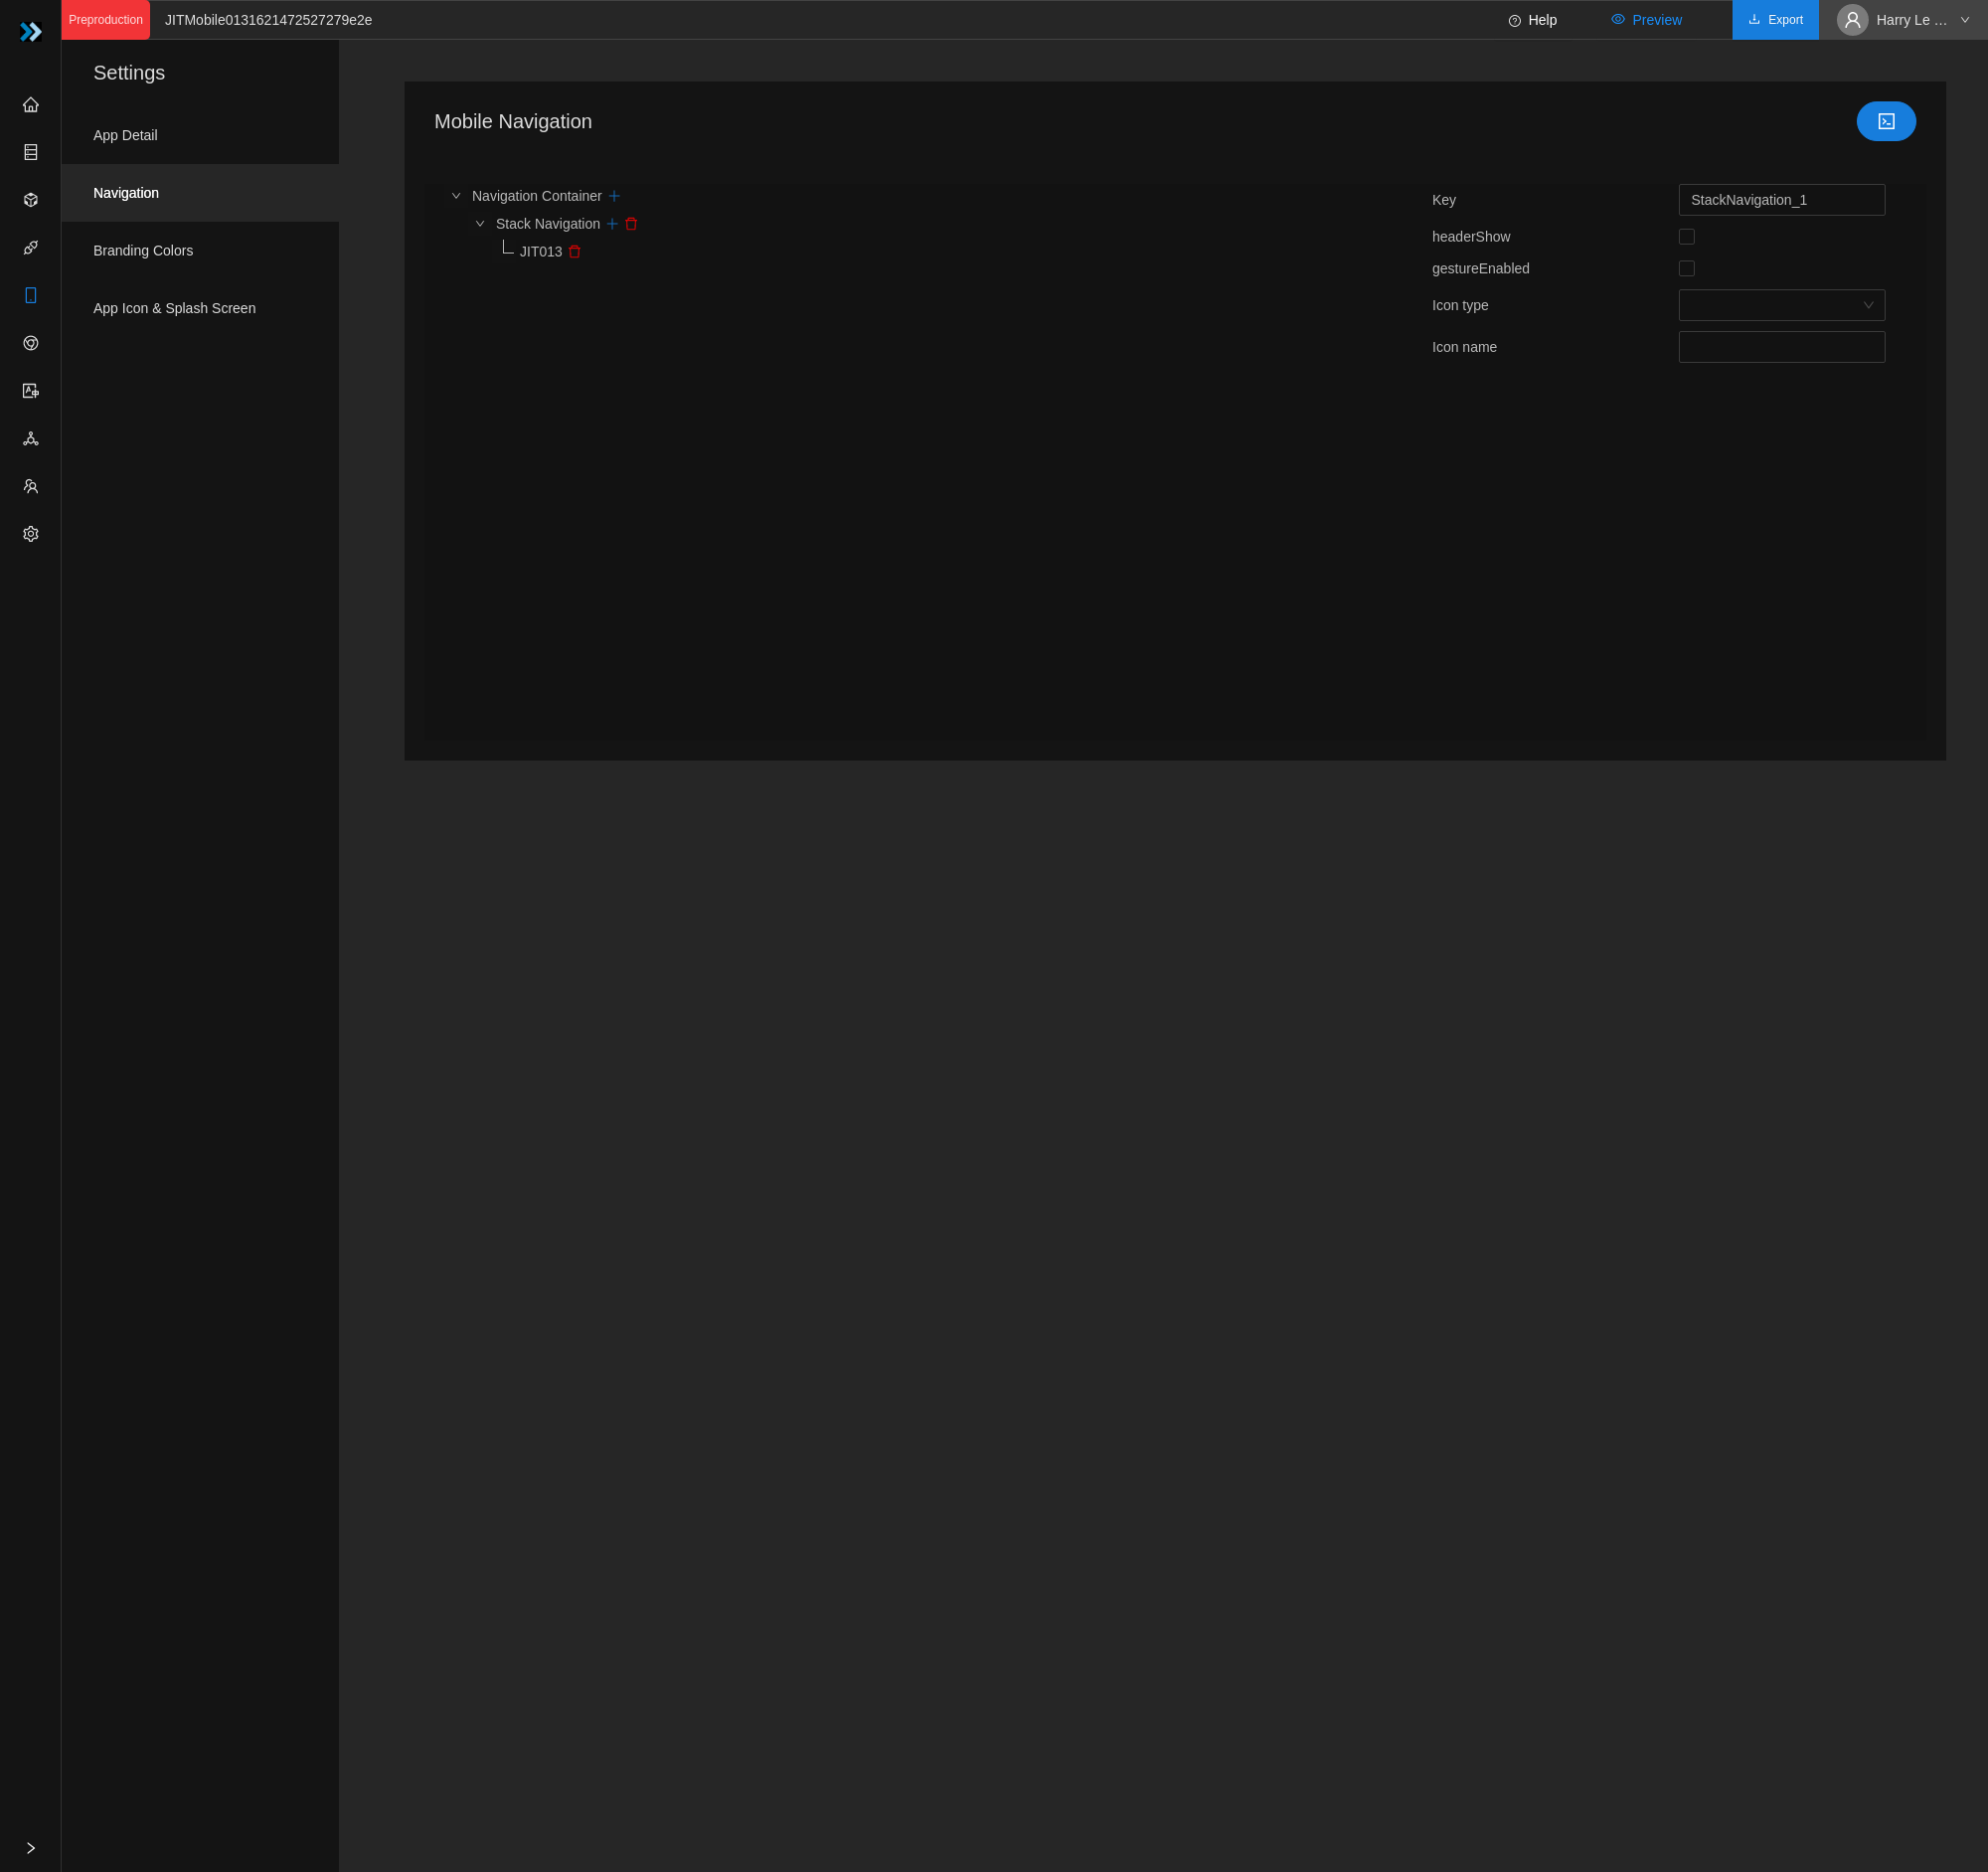 Preproduction
JITMobile0131621472527279e2e
Help
Preview
Export
Harry Le ...
Settings
App Detail
Navigation
Branding Colors
App Icon & Splash Screen
Mobile Navigation
Navigation Container
Stack Navigation
JIT013
Key
StackNavigation_1
headerShow
gestureEnabled
Icon type
Icon name